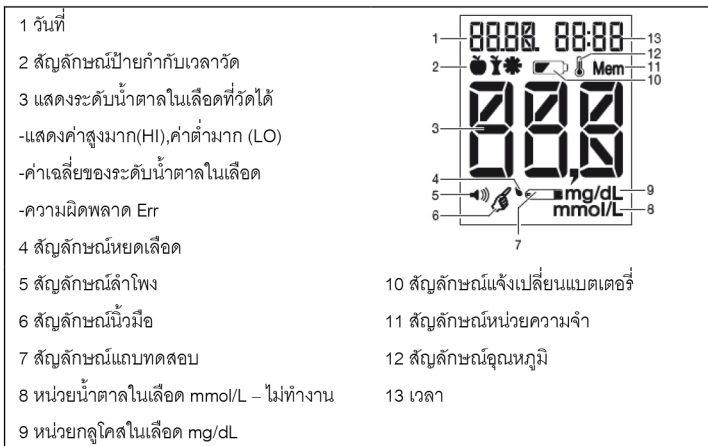 1 วันที่
2 สัญลักษณ์ป้ายกำกับเวลาวัด
3 แสดงระดับน้ำตาลในเลือดที่วัดได้
-แสดงค่าสูงมาก(HI),ค่าต่ำมาก (LO)
-ค่าเฉลี่ยของระดับน้ำตาลในเลือด
-ความผิดพลาด Err
4 สัญลักษณ์หยดเลือด
5 สัญลักษณ์ลำโพง
6 สัญลักษณ์นิ้วมือ
7 สัญลักษณ์แถบทดสอบ
8 หน่วยน้ำตาลในเลือด mmol/L – ไม่ทำงาน
9 หน่วยกลูโคสในเลือด mg/dL
1 88.88. 88:88 13
12
2 Mem 11
10
3 88,8
4
5 mg/dL 9
6 mmol/L 8
7
10 สัญลักษณ์แจ้งเปลี่ยนแบตเตอรี่
11 สัญลักษณ์หน่วยความจำ
12 สัญลักษณ์อุณหภูมิ
13 เวลา